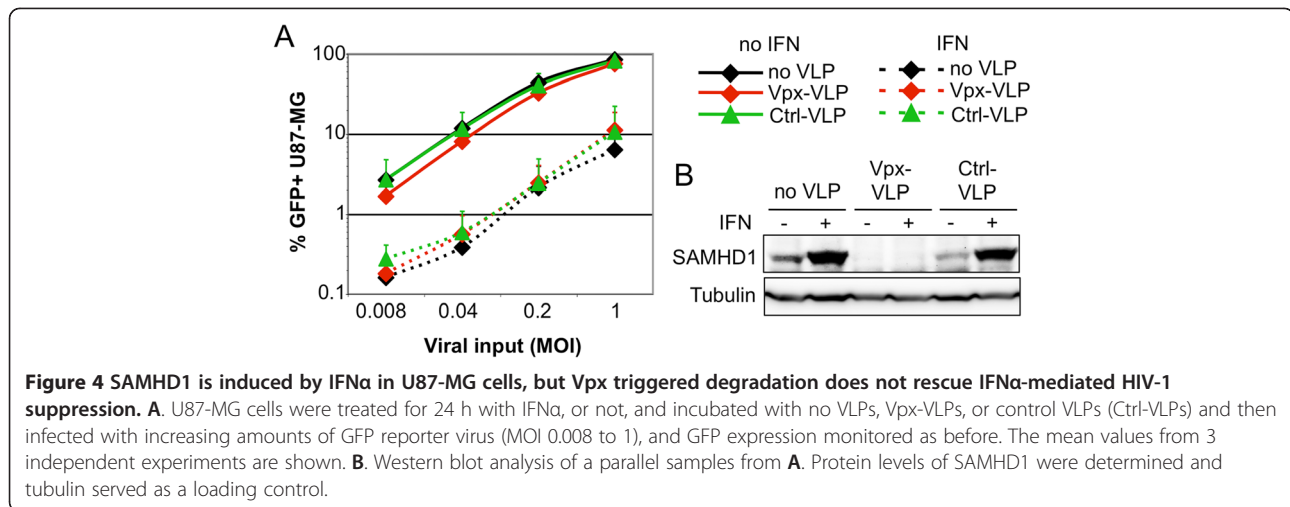 A
100
10
1
0.1
% GFP+ U87-MG
0.008 0.04 0.2 1
Viral input (MOI)
no IFN IFN
no VLP no VLP
Vpx-VLP Vpx-VLP
Ctrl-VLP Ctrl-VLP
B
no VLP Vpx-VLP Ctrl-VLP
IFN - + - + - +
SAMHD1
Tubulin
Figure 4 SAMHD1 is induced by IFNα in U87-MG cells, but Vpx triggered degradation does not rescue IFNα-mediated HIV-1
suppression. A. U87-MG cells were treated for 24 h with IFNα, or not, and incubated with no VLPs, Vpx-VLPs, or control VLPs (Ctrl-VLPs) and then
infected with increasing amounts of GFP reporter virus (MOI 0.008 to 1), and GFP expression monitored as before. The mean values from 3
independent experiments are shown. B. Western blot analysis of a parallel samples from A. Protein levels of SAMHD1 were determined and
tubulin served as a loading control.